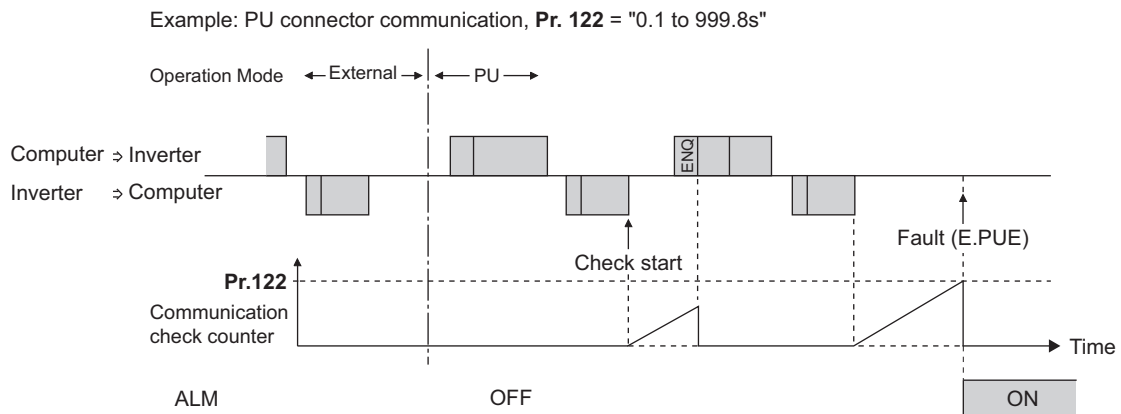 Example: PU connector communication, Pr. 122 = "0.1 to 999.8s"
Operation Mode External PU
Computer ⇒ Inverter
ENQ
Inverter ⇒ Computer
Fault (E.PUE)
Check start
Pr.122
Communication
check counter
Time
ALM OFF ON